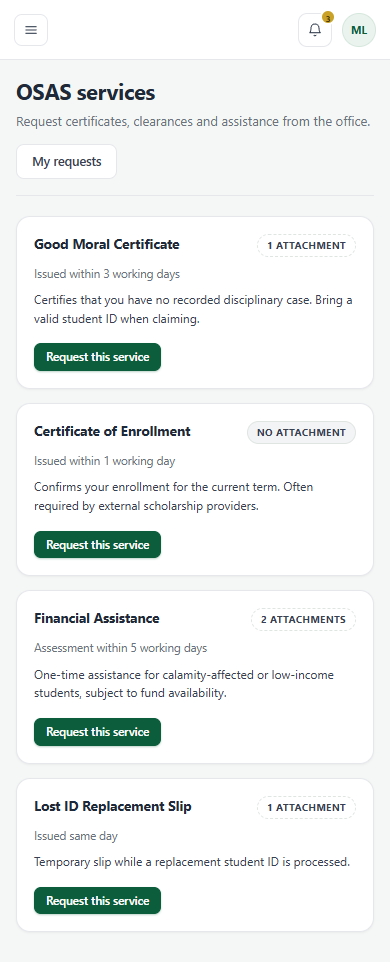 3
ML
OSAS services
Request certificates, clearances and assistance from the office.
My requests
Good Moral Certificate
1 ATTACHMENT
Issued within 3 working days
Certifies that you have no recorded disciplinary case. Bring a
valid student ID when claiming.
Request this service
Certificate of Enrollment
NO ATTACHMENT
Issued within 1 working day
Confirms your enrollment for the current term. Often
required by external scholarship providers.
Request this service
Financial Assistance
2 ATTACHMENTS
Assessment within 5 working days
One-time assistance for calamity-affected or low-income
students, subject to fund availability.
Request this service
Lost ID Replacement Slip
1 ATTACHMENT
Issued same day
Temporary slip while a replacement student ID is processed.
Request this service